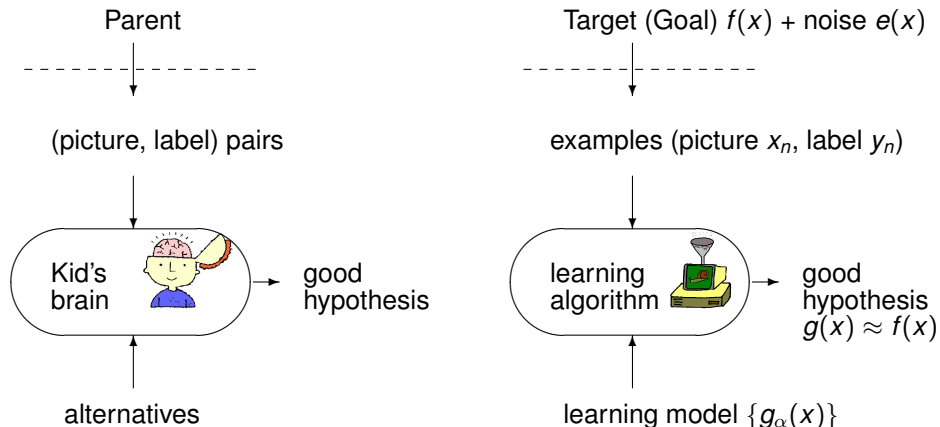 Parent
(picture, label) pairs
Kid's
brain
good
hypothesis
alternatives
Target (Goal) f(x) + noise e(x)
examples (picture xₙ, label yₙ)
learning
algorithm
good
hypothesis
g(x) ≈ f(x)
learning model {g_α(x)}